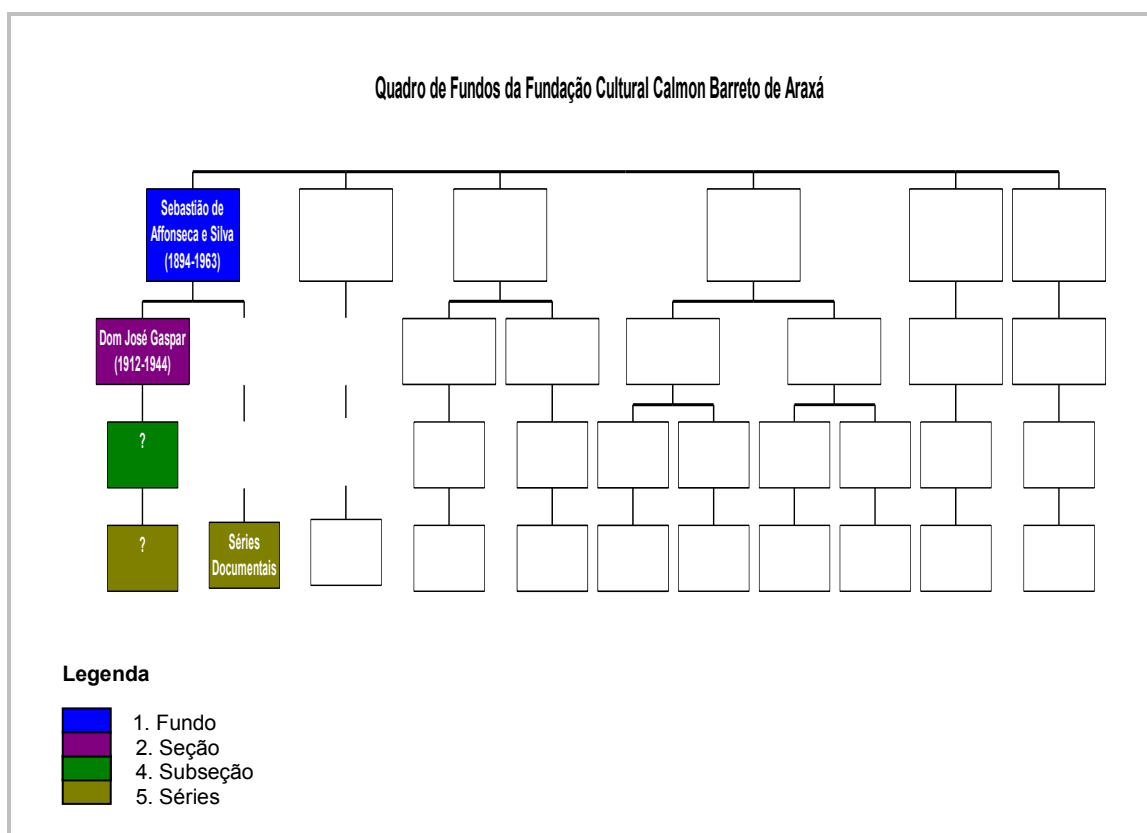 Quadro de Fundos da Fundação Cultural Calmon Barreto de Araxá
Sebastião de
Affonseca e Silva
(1894-1963)
Dom José Gaspar
(1912-1944)
?
?
Séries
Documentais
Legenda
1. Fundo
2. Seção
4. Subseção
5. Séries